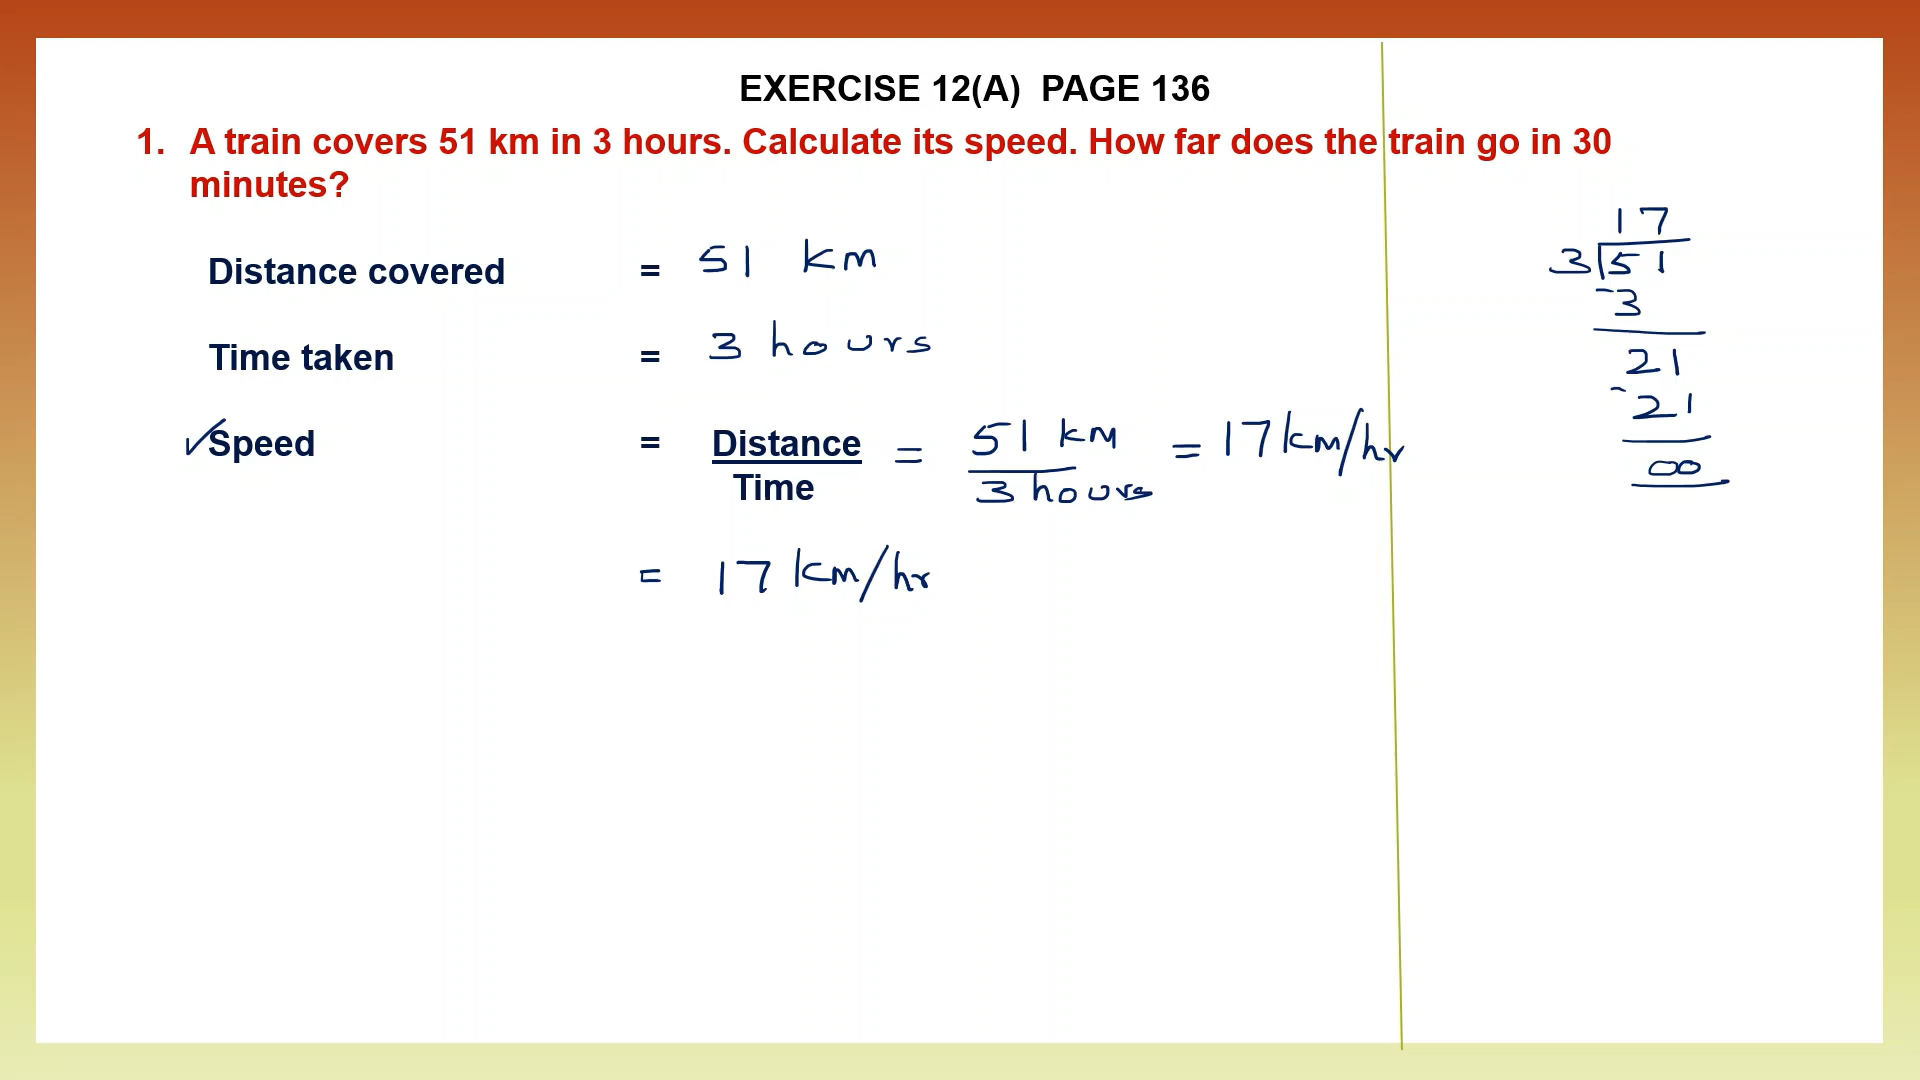 EXERCISE 12(A) PAGE 136
1. A train covers 51 km in 3 hours. Calculate its speed. How far does the train go in 30
minutes?
Distance covered = 51 km
Time taken = 3 hours
✓Speed = Distance = 51 km = 17 km/hr
Time 3 hours
= 17 km/hr
17
3 51
-3
21
-21
00